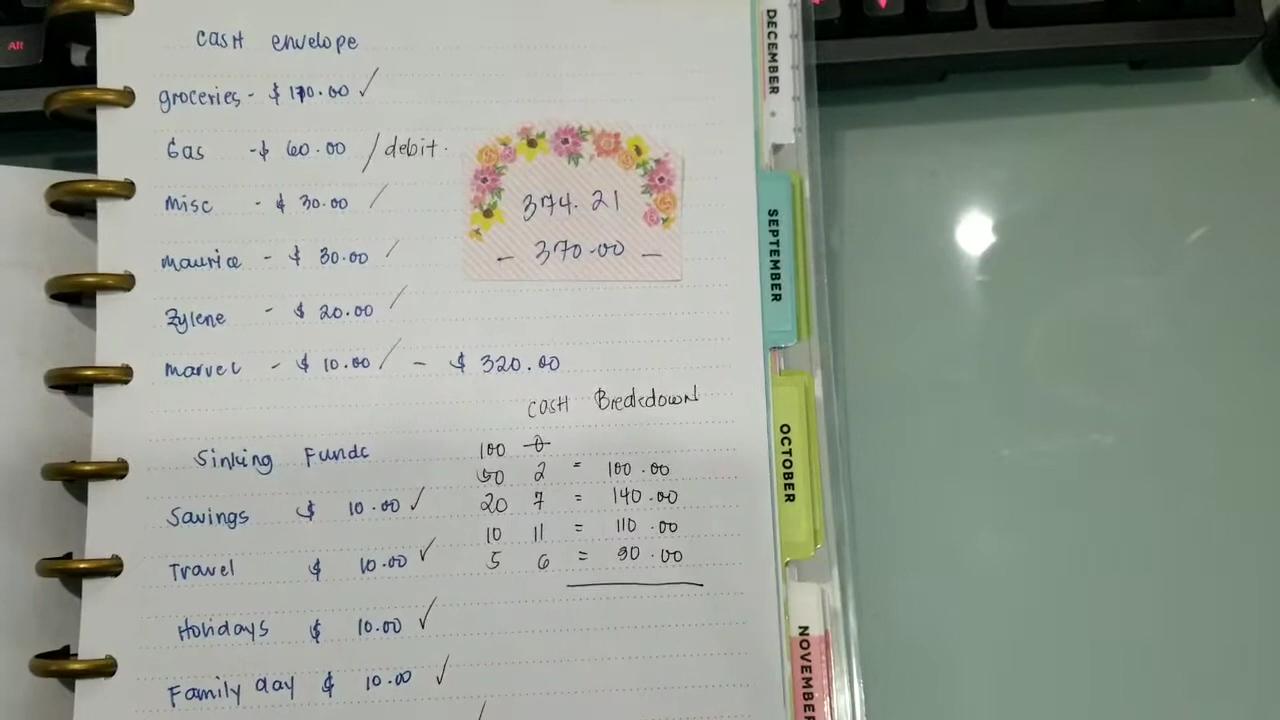 Alt
cash envelope
groceries - $ 170.00 ✓
Gas - $ 60.00 / debit.
Misc - $ 30.00 /
Maurice - $ 30.00 /
Zylene - $ 20.00 /
Marvel - $ 10.00 / - $ 320.00
374.21
- 370.00 -
Cash Breakdown
100 0
50 2 = 100.00
20 7 = 140.00
10 11 = 110.00
5 6 = 30.00
Sinking Funds
Savings $ 10.00 ✓
Travel $ 10.00 ✓
Holidays $ 10.00 ✓
Family day $ 10.00 ✓
DECEMBER
SEPTEMBER
OCTOBER
NOVEMBER